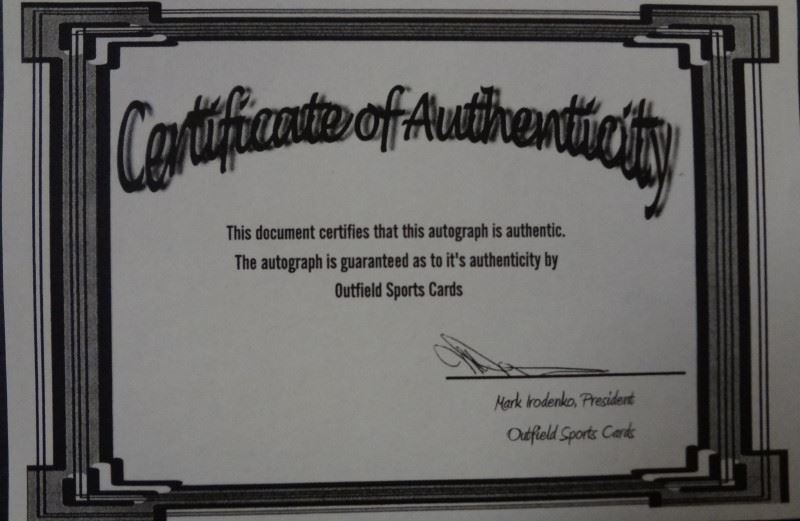 Certificate of Authenticity
This document certifies that this autograph is authentic.
The autograph is guaranteed as to it's authenticity by
Outfield Sports Cards
Mark Irodenko, President
Outfield Sports Cards